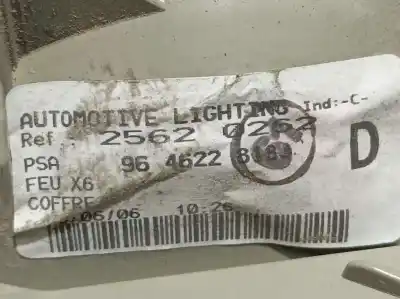 AUTOMOTIVE LIGHTING Ind:-C-
Ref : 2562 0262
PSA 96 4622 8180 D
FEU X6
COFFRE
06/06 10-26